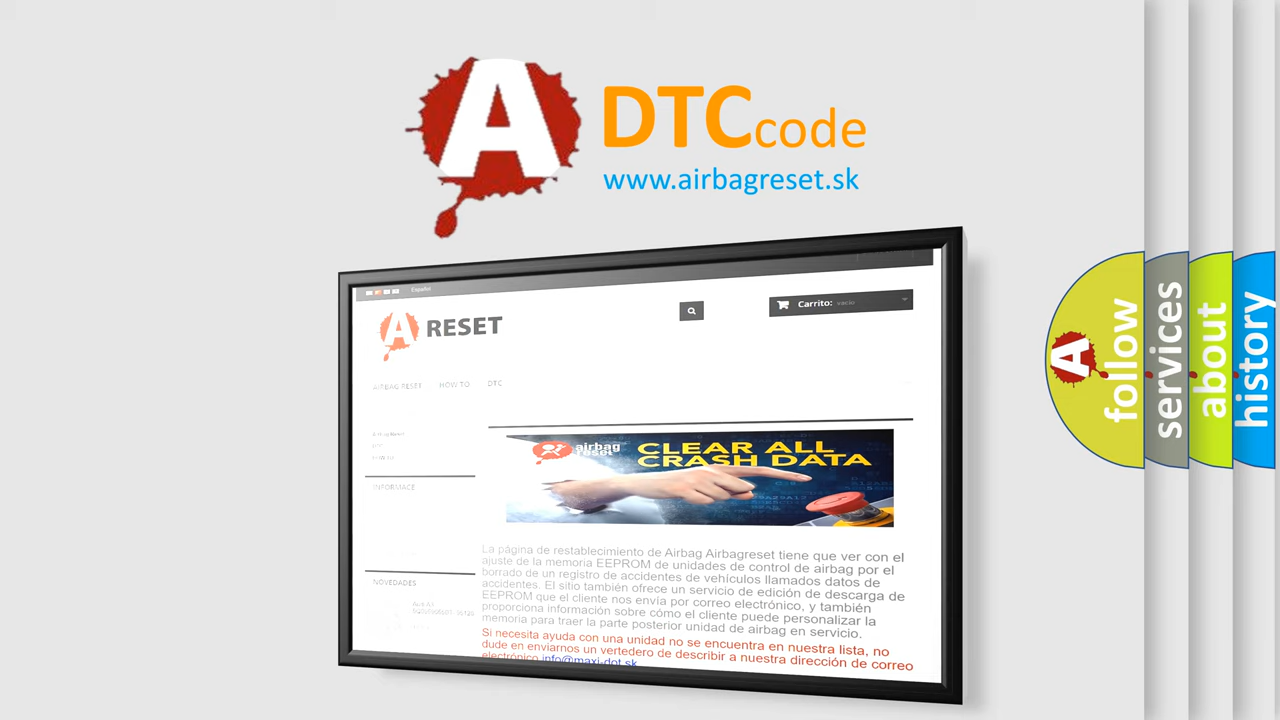 A
DTCcode
www.airbagreset.sk
Español
A RESET
Carrito: vacío
AIRBAG RESET HOW TO DTC
INFORMACE
NOVEDADES
airbag
reset
CLEAR ALL
CRASH DATA
La página de restablecimiento de Airbag Airbagreset tiene que ver con el
ajuste de la memoria EEPROM de unidades de control de airbag por el
borrado de un registro de accidentes de vehículos llamados datos de
accidentes. El sitio también ofrece un servicio de edición de descarga de
EEPROM que el cliente nos envía por correo electrónico, y también
proporciona información sobre cómo el cliente puede personalizar la
memoria para traer la parte posterior unidad de airbag en servicio.
Si necesita ayuda con una unidad no se encuentra en nuestra lista, no
dude en enviarnos un vertedero de describir a nuestra dirección de correo
electrónico info@maxi-dot.sk
A follow
services
about
history